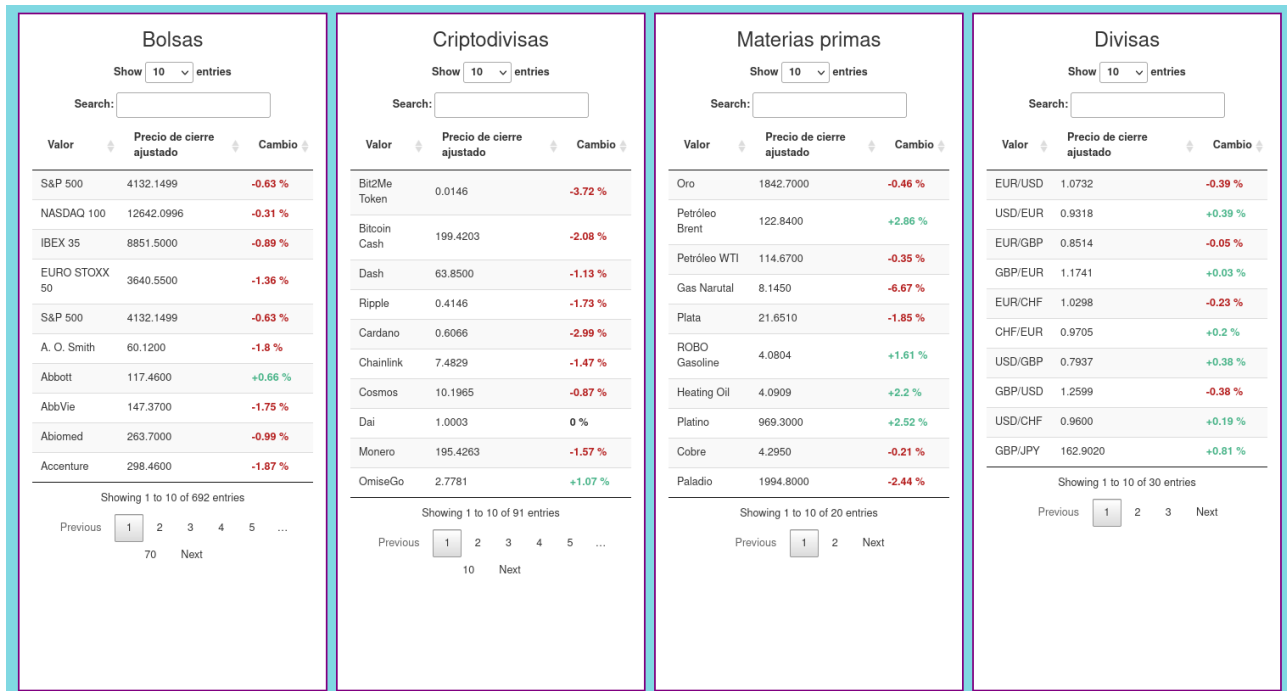 Bolsas
Show 10 entries
Search:
Valor Precio de cierre ajustado Cambio
S&P 500 4132.1499 -0.63 %
NASDAQ 100 12642.0996 -0.31 %
IBEX 35 8851.5000 -0.89 %
EURO STOXX 50 3640.5500 -1.36 %
S&P 500 4132.1499 -0.63 %
A. O. Smith 60.1200 -1.8 %
Abbott 117.4600 +0.66 %
AbbVie 147.3700 -1.75 %
Abiomed 263.7000 -0.99 %
Accenture 298.4600 -1.87 %
Showing 1 to 10 of 692 entries
Previous 1 2 3 4 5 …
70 Next
Criptodivisas
Show 10 entries
Search:
Valor Precio de cierre ajustado Cambio
Bit2Me Token 0.0146 -3.72 %
Bitcoin Cash 199.4203 -2.08 %
Dash 63.8500 -1.13 %
Ripple 0.4146 -1.73 %
Cardano 0.6066 -2.99 %
Chainlink 7.4829 -1.47 %
Cosmos 10.1965 -0.87 %
Dai 1.0003 0 %
Monero 195.4263 -1.57 %
OmiseGo 2.7781 +1.07 %
Showing 1 to 10 of 91 entries
Previous 1 2 3 4 5 …
10 Next
Materias primas
Show 10 entries
Search:
Valor Precio de cierre ajustado Cambio
Oro 1842.7000 -0.46 %
Petróleo Brent 122.8400 +2.86 %
Petróleo WTI 114.6700 -0.35 %
Gas Narutal 8.1450 -6.67 %
Plata 21.6510 -1.85 %
ROBO Gasoline 4.0804 +1.61 %
Heating Oil 4.0909 +2.2 %
Platino 969.3000 +2.52 %
Cobre 4.2950 -0.21 %
Paladio 1994.8000 -2.44 %
Showing 1 to 10 of 20 entries
Previous 1 2 Next
Divisas
Show 10 entries
Search:
Valor Precio de cierre ajustado Cambio
EUR/USD 1.0732 -0.39 %
USD/EUR 0.9318 +0.39 %
EUR/GBP 0.8514 -0.05 %
GBP/EUR 1.1741 +0.03 %
EUR/CHF 1.0298 -0.23 %
CHF/EUR 0.9705 +0.2 %
USD/GBP 0.7937 +0.38 %
GBP/USD 1.2599 -0.38 %
USD/CHF 0.9600 +0.19 %
GBP/JPY 162.9020 +0.81 %
Showing 1 to 10 of 30 entries
Previous 1 2 3 Next